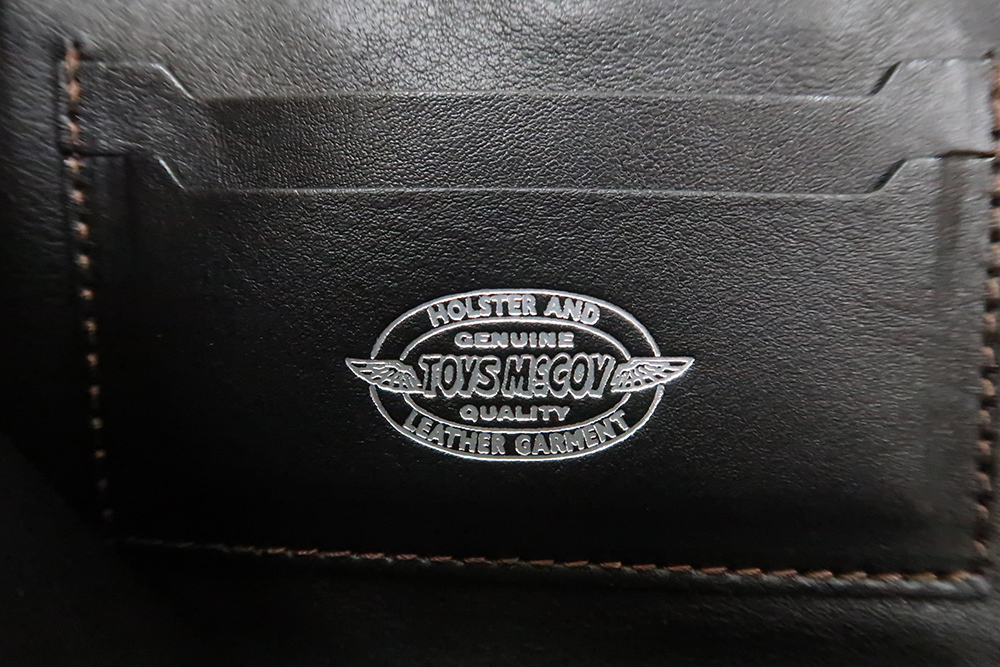 HOLSTER AND
GENUINE
TOYS McCOY
QUALITY
LEATHER GARMENT